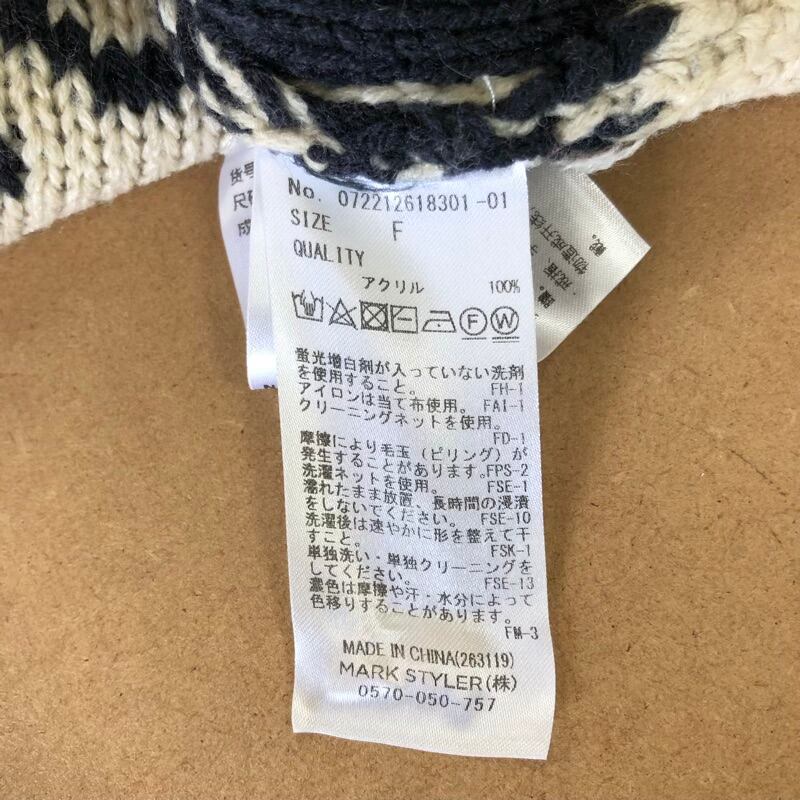 No. 072212618301-01
SIZE F
QUALITY
アクリル 100%
F W
蛍光増白剤が入っていない洗剤
を使用すること。 FH-1
アイロンは当て布使用。 FAI-1
クリーニングネットを使用。
FD-1
摩擦により毛玉（ピリング）が
発生することがあります。FPS-2
洗濯ネットを使用。 FSE-1
濡れたまま放置、長時間の浸漬
をしないでください。 FSE-10
洗濯後は速やかに形を整えて干
すこと。 FSK-1
単独洗い・単独クリーニングを
してください。 FSE-13
濃色は摩擦や汗・水分によって
色移りすることがあります。
FM-3
MADE IN CHINA(263119)
MARK STYLER(株)
0570-050-757
货号
尺码
成